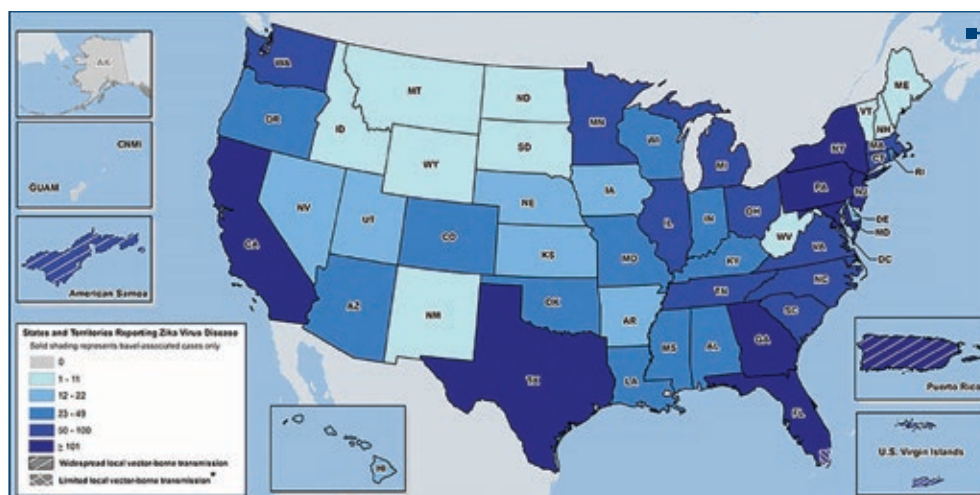 AK
CNMI
GUAM
American Samoa
WA
OR
CA
ID
NV
MT
WY
UT
AZ
CO
NM
ND
SD
NE
KS
OK
TX
MN
IA
MO
AR
LA
WI
IL
MI
IN
OH
KY
TN
MS
AL
GA
FL
SC
NC
VA
WV
PA
NY
VT
NH
ME
MA
CT
RI
NJ
DE
MD
DC
HI
Puerto Rico
U.S. Virgin Islands
States and Territories Reporting Zika Virus Disease
Solid shading represents travel-associated cases only
0
1 - 11
12 - 22
23 - 49
50 - 100
≥ 101
Widespread local vector-borne transmission
Limited local vector-borne transmission*